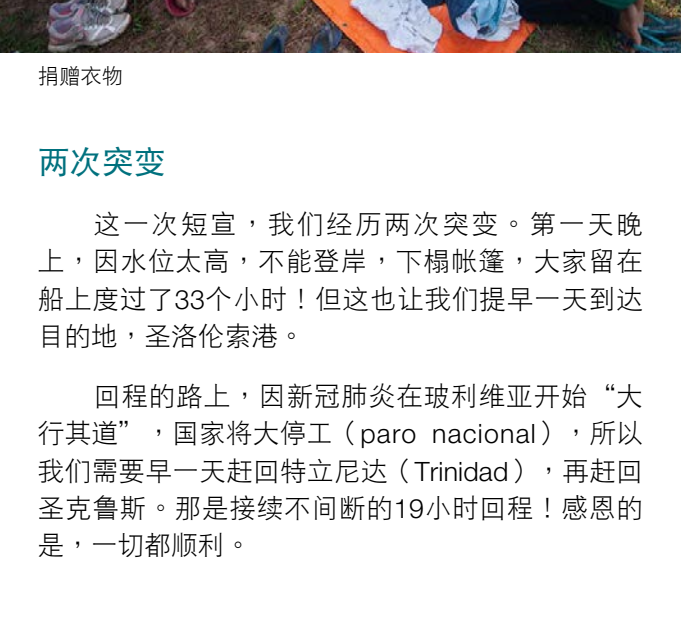 捐赠衣物
两次突变
这一次短宣，我们经历两次突变。第一天晚
上，因水位太高，不能登岸，下榻帐篷，大家留在
船上度过了33个小时！但这也让我们提早一天到达
目的地，圣洛伦索港。
回程的路上，因新冠肺炎在玻利维亚开始“大
行其道”，国家将大停工（paro nacional），所以
我们需要早一天赶回特立尼达（Trinidad），再赶回
圣克鲁斯。那是接续不间断的19小时回程！感恩的
是，一切都顺利。